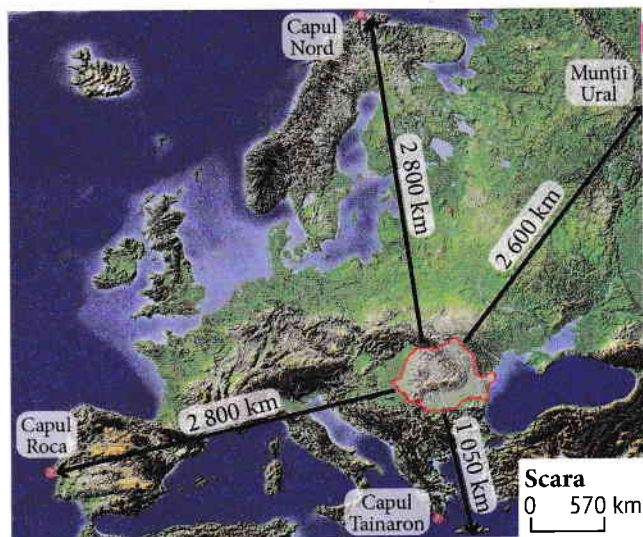 Capul
Nord
Munții
Ural
2 800 km
2 600 km
2 800 km
Capul
Roca
1 050 km
Capul
Tainaron
Scara
0 570 km